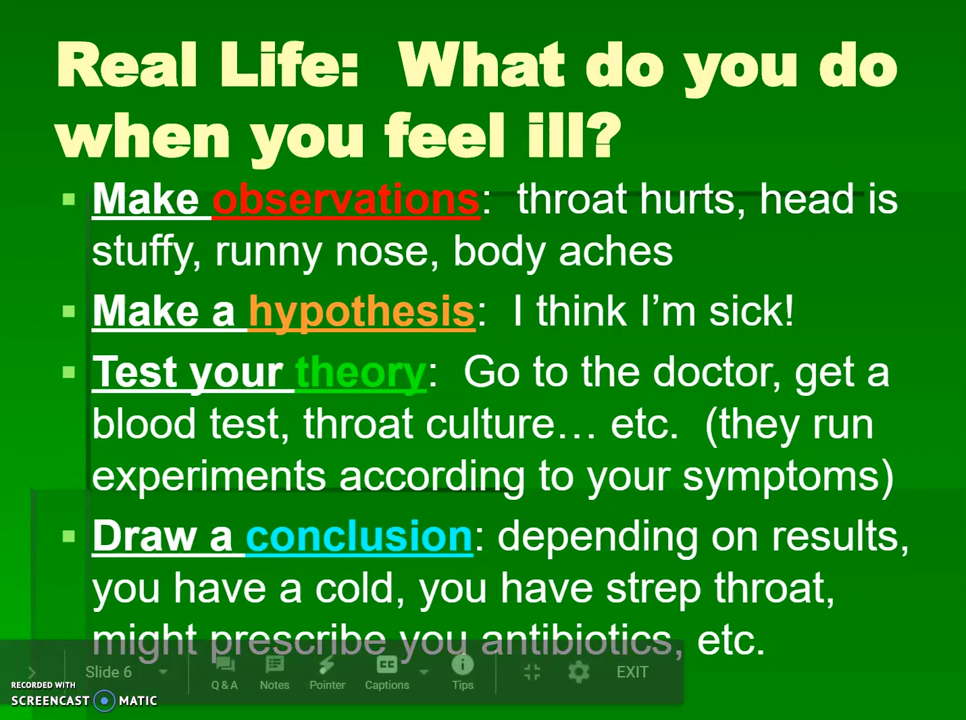 Real Life: What do you do
when you feel ill?
▪ Make observations: throat hurts, head is
stuffy, runny nose, body aches
▪ Make a hypothesis: I think I’m sick!
▪ Test your theory: Go to the doctor, get a
blood test, throat culture… etc. (they run
experiments according to your symptoms)
▪ Draw a conclusion: depending on results,
you have a cold, you have strep throat,
might prescribe you antibiotics, etc.
Slide 6
Q & A Notes Pointer Captions Tips EXIT
CC
RECORDED WITH
SCREENCAST MATIC